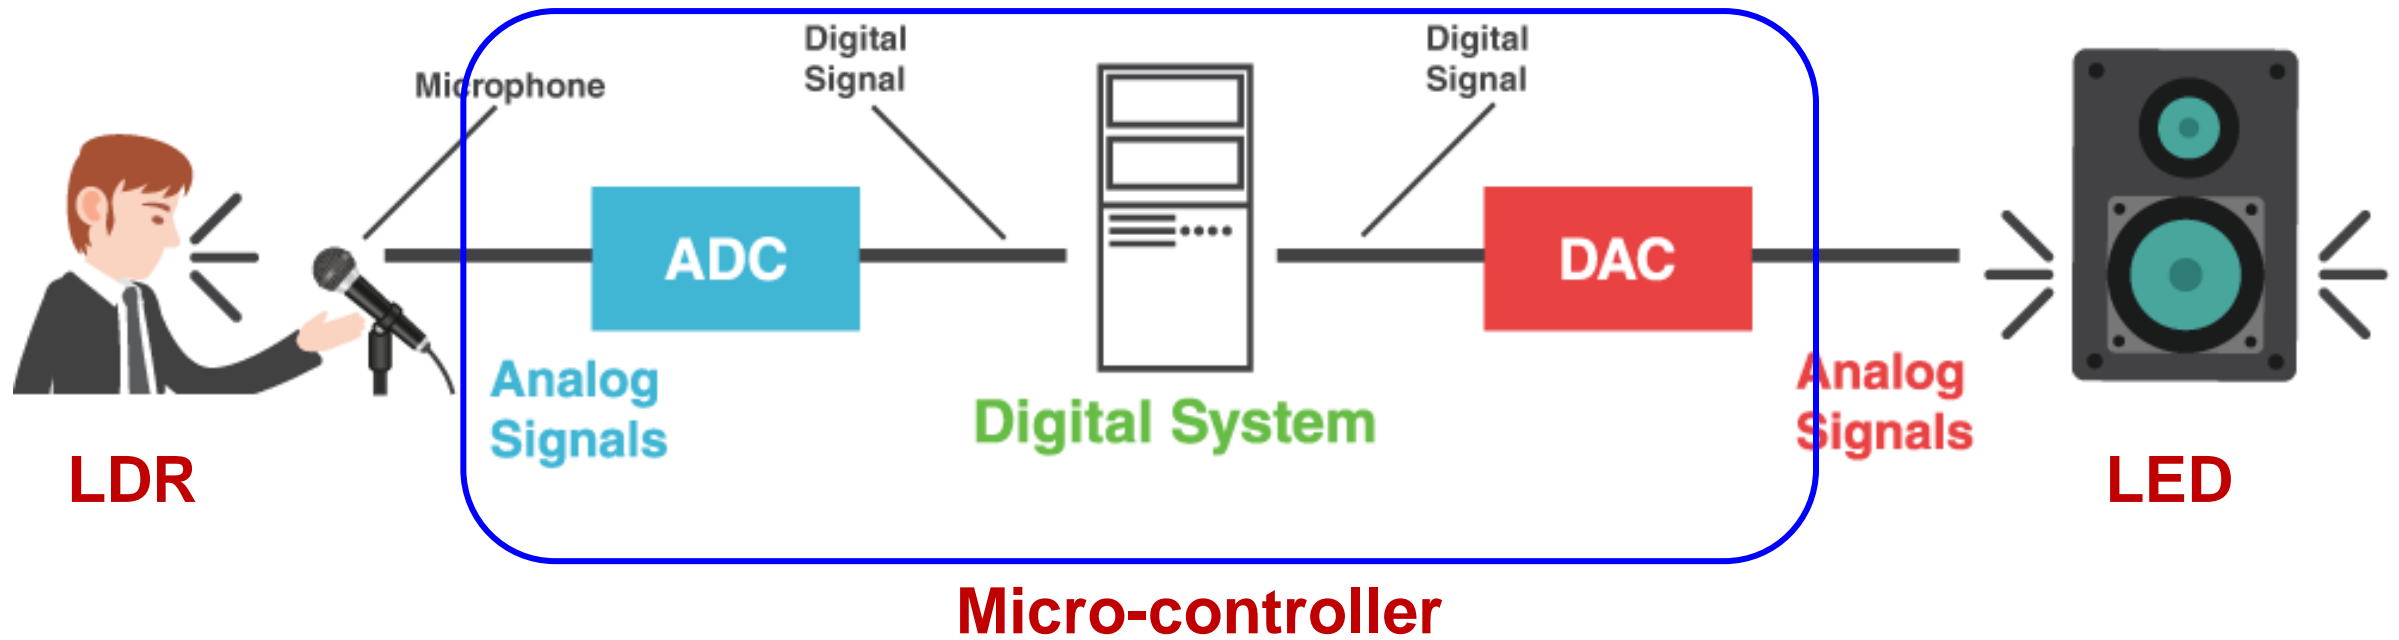 Microphone
Digital
Signal
Digital
Signal
ADC
DAC
Analog
Signals
Digital System
Analog
Signals
LDR
LED
Micro-controller